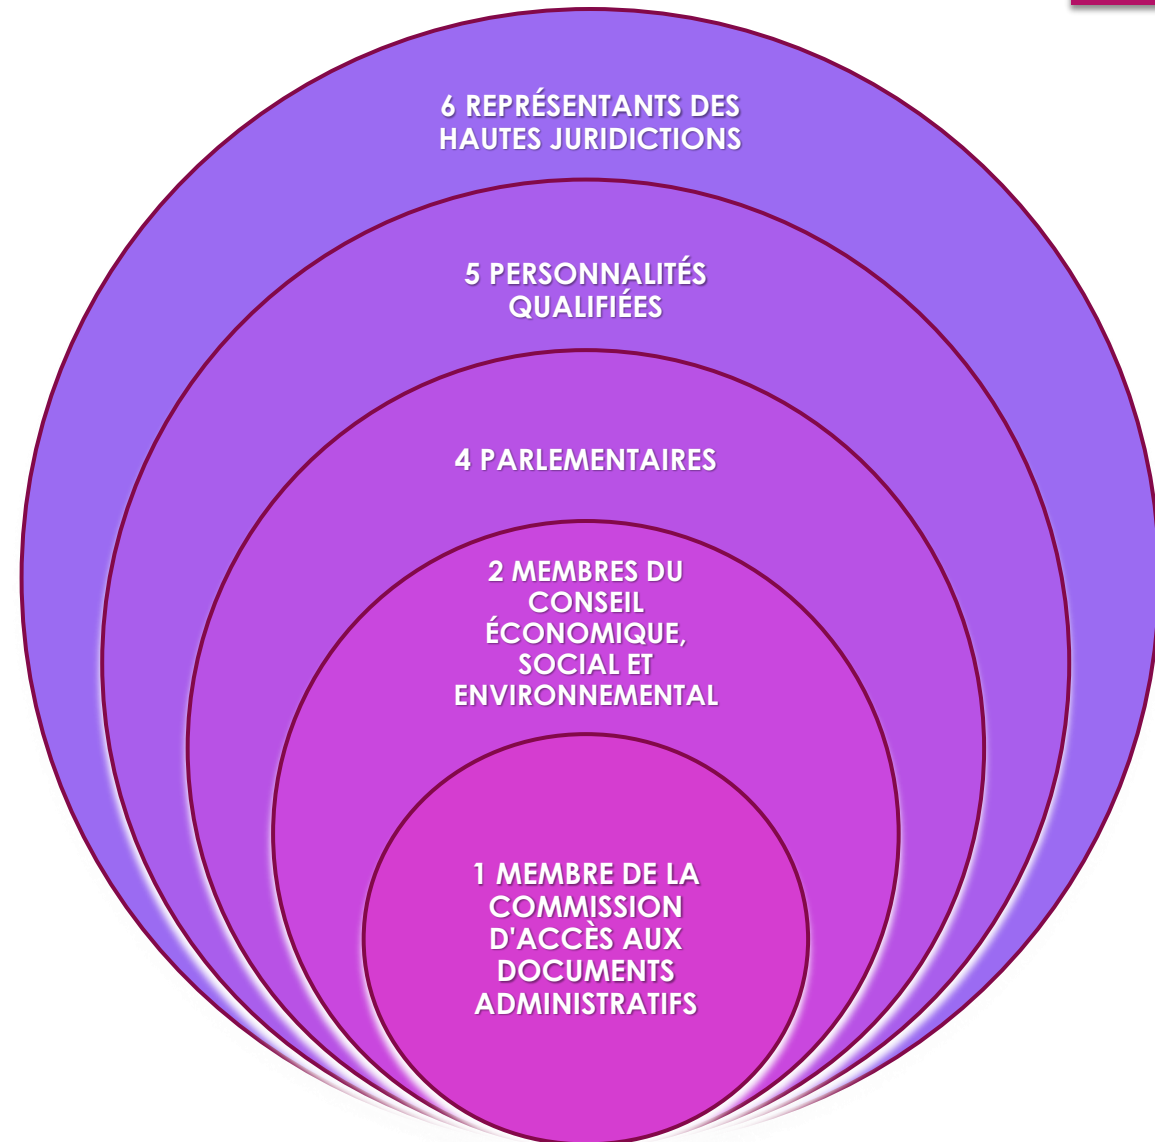 6 REPRÉSENTANTS DES
HAUTES JURIDICTIONS
5 PERSONNALITÉS
QUALIFIÉES
4 PARLEMENTAIRES
2 MEMBRES DU
CONSEIL
ÉCONOMIQUE,
SOCIAL ET
ENVIRONNEMENTAL
1 MEMBRE DE LA
COMMISSION
D'ACCÈS AUX
DOCUMENTS
ADMINISTRATIFS